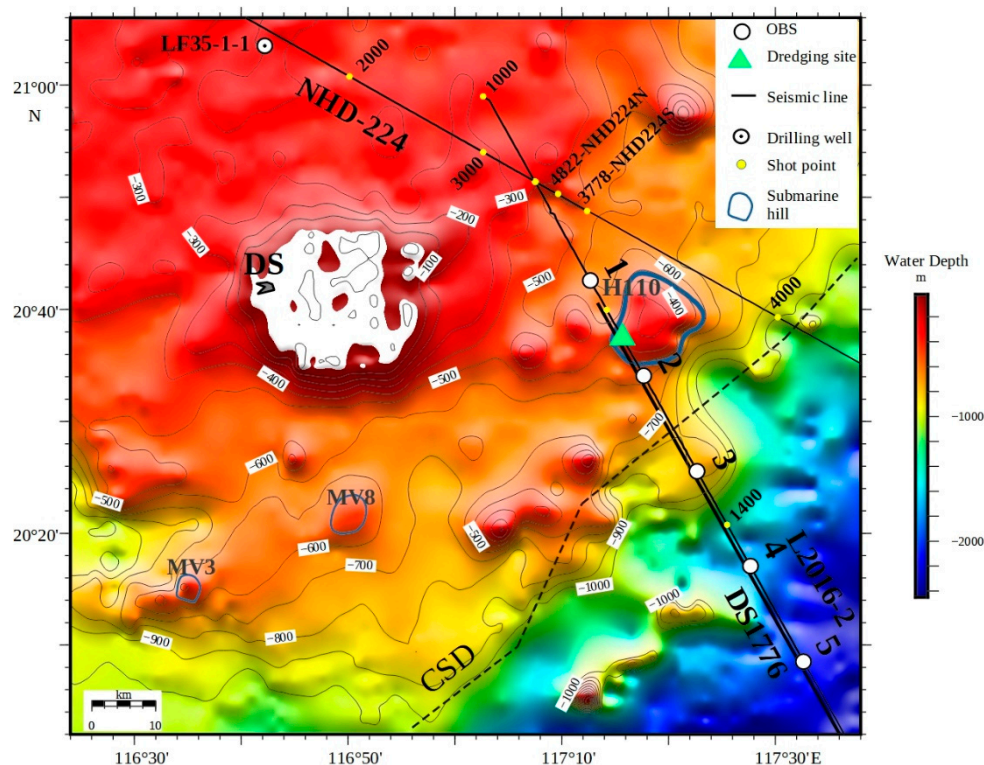 LF35-1-1
2000
1000
NHD-224
3000
4822-NHD224N
3778-NHD224S
OBS
Dredging site
Seismic line
Drilling well
Shot point
Submarine
hill
21°00'
N
20°40'
20°20'
−300
−300
−200
−300
−100
−400
−500
−500
−600
−400
DS
1
H110
4000
2
−700
3
−600
−500
MV8
−600
−700
−500
−900
1400
MV3
−900
−800
−1000
−1000
−1000
4
L2016-2
DS1776
5
CSD
km
0
10
116°30'
116°50'
117°10'
117°30'E
Water Depth
m
−1000
−2000